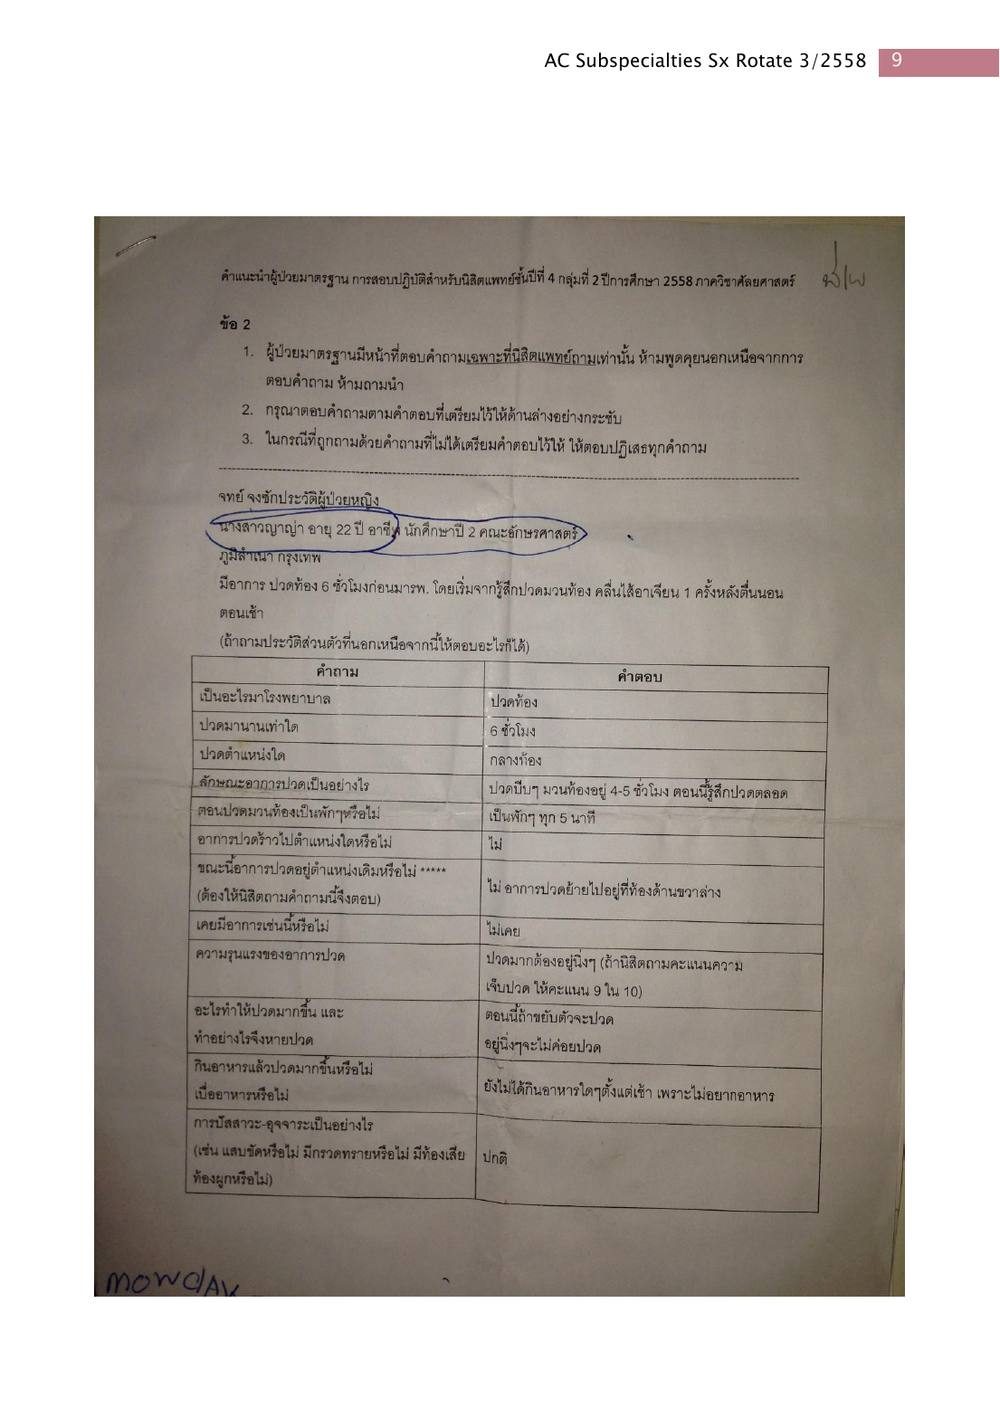 AC Subspecialties Sx Rotate 3/2558 9
คำแนะนำผู้ป่วยมาตรฐาน การสอบปฏิบัติสำหรับนิสิตแพทย์ชั้นปีที่ 4 กลุ่มที่ 2 ปีการศึกษา 2558 ภาควิชาศัลยศาสตร์
ข้อ 2
1. ผู้ป่วยมาตรฐานมีหน้าที่ตอบคำถามเฉพาะที่นิสิตแพทย์ถามเท่านั้น ห้ามพูดคุยนอกเหนือจากการ
ตอบคำถาม ห้ามถามนำ
2. กรุณาตอบคำถามตามคำตอบที่เตรียมไว้ให้ด้านล่างอย่างกระชับ
3. ในกรณีที่ถูกถามด้วยคำถามที่ไม่ได้เตรียมคำตอบไว้ให้ ให้ตอบปฏิเสธทุกคำถาม
จทย์ จงซักประวัติผู้ป่วยหญิง
นางสาวญาญ่า อายุ 22 ปี อาชีพ นักศึกษาปี 2 คณะอักษรศาสตร์
ภูมิลำเนา กรุงเทพ
มีอาการ ปวดท้อง 6 ชั่วโมงก่อนมารพ. โดยเริ่มจากรู้สึกปวดมวนท้อง คลื่นไส้อาเจียน 1 ครั้งหลังตื่นนอน
ตอนเช้า
(ถ้าถามประวัติส่วนตัวที่นอกเหนือจากนี้ให้ตอบอะไรก็ได้)
คำถาม คำตอบ
เป็นอะไรมาโรงพยาบาล ปวดท้อง
ปวดมานานเท่าใด 6 ชั่วโมง
ปวดตำแหน่งใด กลางท้อง
ลักษณะอาการปวดเป็นอย่างไร ปวดบีบๆ มวนท้องอยู่ 4-5 ชั่วโมง ตอนนี้รู้สึกปวดตลอด
ตอนปวดมวนท้องเป็นพักๆหรือไม่ เป็นพักๆ ทุก 5 นาที
อาการปวดร้าวไปตำแหน่งใดหรือไม่ ไม่
ขณะนี้อาการปวดอยู่ตำแหน่งเดิมหรือไม่ *****
(ต้องให้นิสิตถามคำถามนี้จึงตอบ) ไม่ อาการปวดย้ายไปอยู่ที่ท้องด้านขวาล่าง
เคยมีอาการเช่นนี้หรือไม่ ไม่เคย
ความรุนแรงของอาการปวด ปวดมากต้องอยู่นิ่งๆ (ถ้านิสิตถามคะแนนความ
เจ็บปวด ให้คะแนน 9 ใน 10)
อะไรทำให้ปวดมากขึ้น และ ตอนนี้ถ้าขยับตัวจะปวด
ทำอย่างไรจึงหายปวด อยู่นิ่งๆจะไม่ค่อยปวด
กินอาหารแล้วปวดมากขึ้นหรือไม่
เบื่ออาหารหรือไม่ ยังไม่ได้กินอาหารใดๆตั้งแต่เช้า เพราะไม่อยากอาหาร
การปัสสาวะ-อุจจาระเป็นอย่างไร
(เช่น แสบขัดหรือไม่ มีกรวดทรายหรือไม่ มีท้องเสีย ปกติ
ท้องผูกหรือไม่)
MONDAY